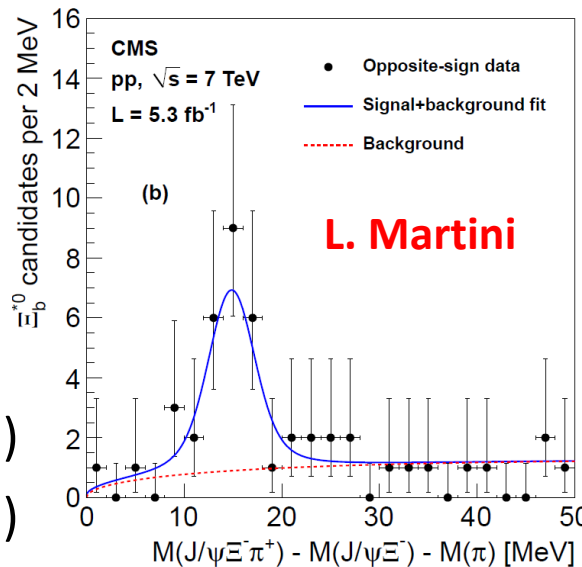 16
14
12
10
8
6
4
2
0
Ξ_b^{*0} candidates per 2 MeV
CMS
pp, √s = 7 TeV
L = 5.3 fb⁻¹
(b)
Opposite-sign data
Signal+background fit
Background
L. Martini
)
)
0 10 20 30 40 50
M(J/ψΞ⁻π⁺) - M(J/ψΞ⁻) - M(π) [MeV]